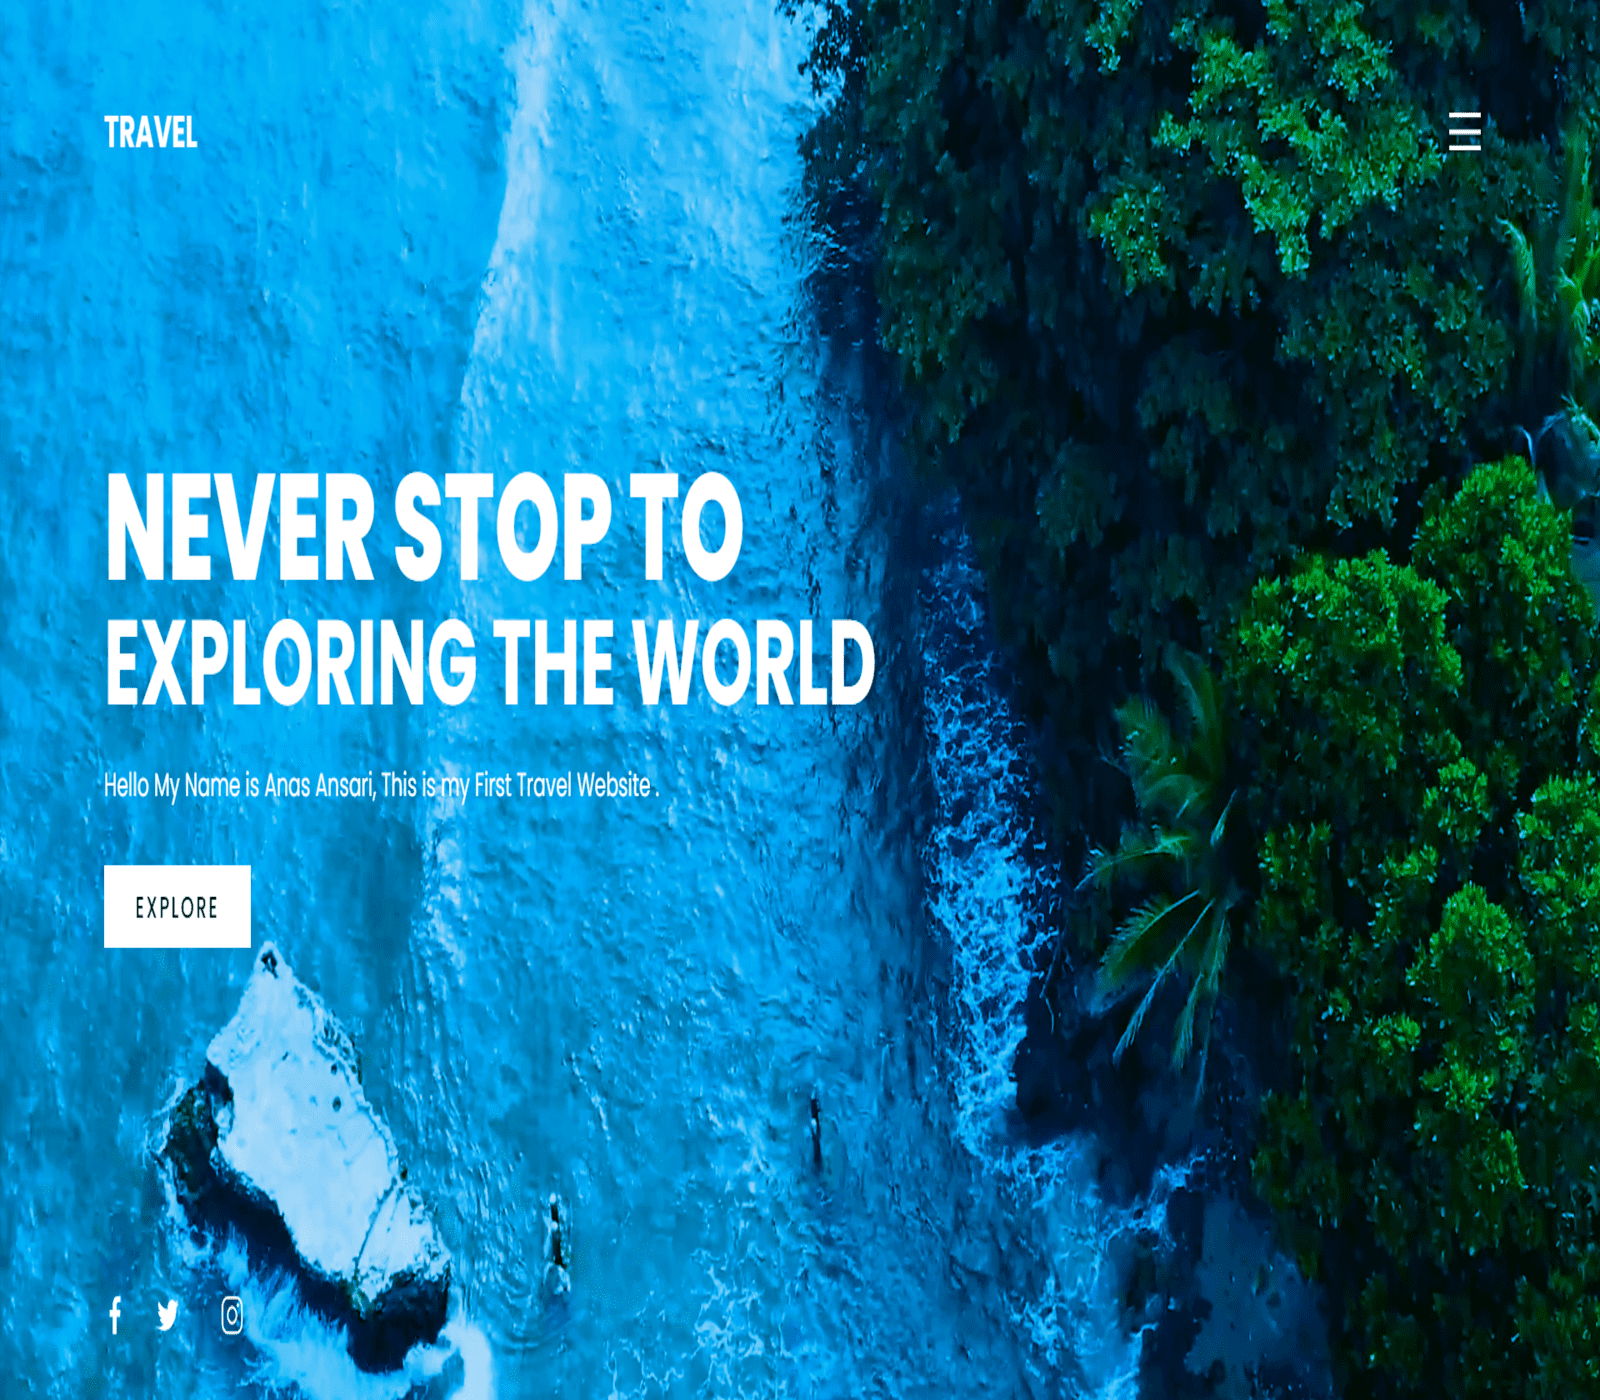 TRAVEL
NEVER STOP TO
EXPLORING THE WORLD
Hello My Name is Anas Ansari, This is my First Travel Website .
EXPLORE